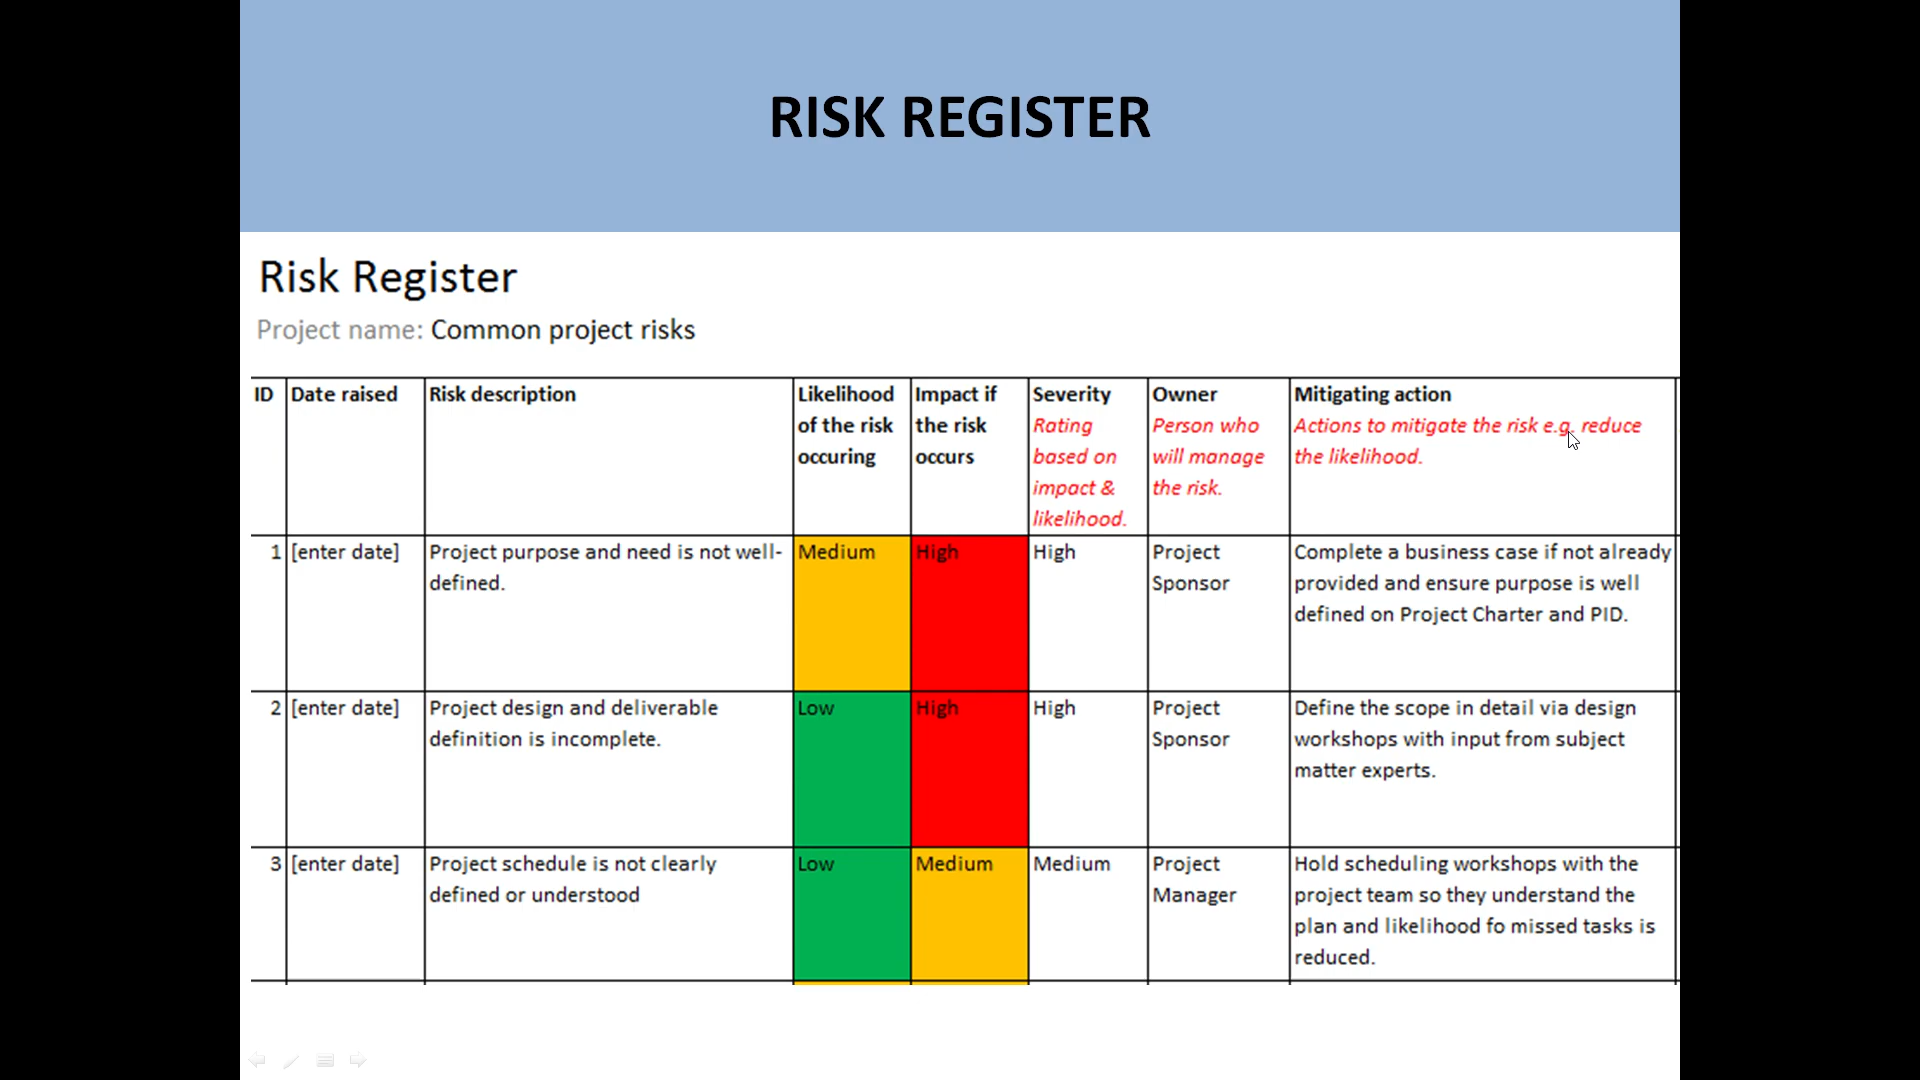 RISK REGISTER
Risk Register
Project name: Common project risks
ID
Date raised
Risk description
Likelihood
of the risk
occuring
Impact if
the risk
occurs
Severity
Rating
based on
impact &
likelihood.
Owner
Person who
will manage
the risk.
Mitigating action
Actions to mitigate the risk e.g. reduce
the likelihood.
1
[enter date]
Project purpose and need is not well-
defined.
Medium
High
High
Project
Sponsor
Complete a business case if not already
provided and ensure purpose is well
defined on Project Charter and PID.
2
[enter date]
Project design and deliverable
definition is incomplete.
Low
High
High
Project
Sponsor
Define the scope in detail via design
workshops with input from subject
matter experts.
3
[enter date]
Project schedule is not clearly
defined or understood
Low
Medium
Medium
Project
Manager
Hold scheduling workshops with the
project team so they understand the
plan and likelihood fo missed tasks is
reduced.